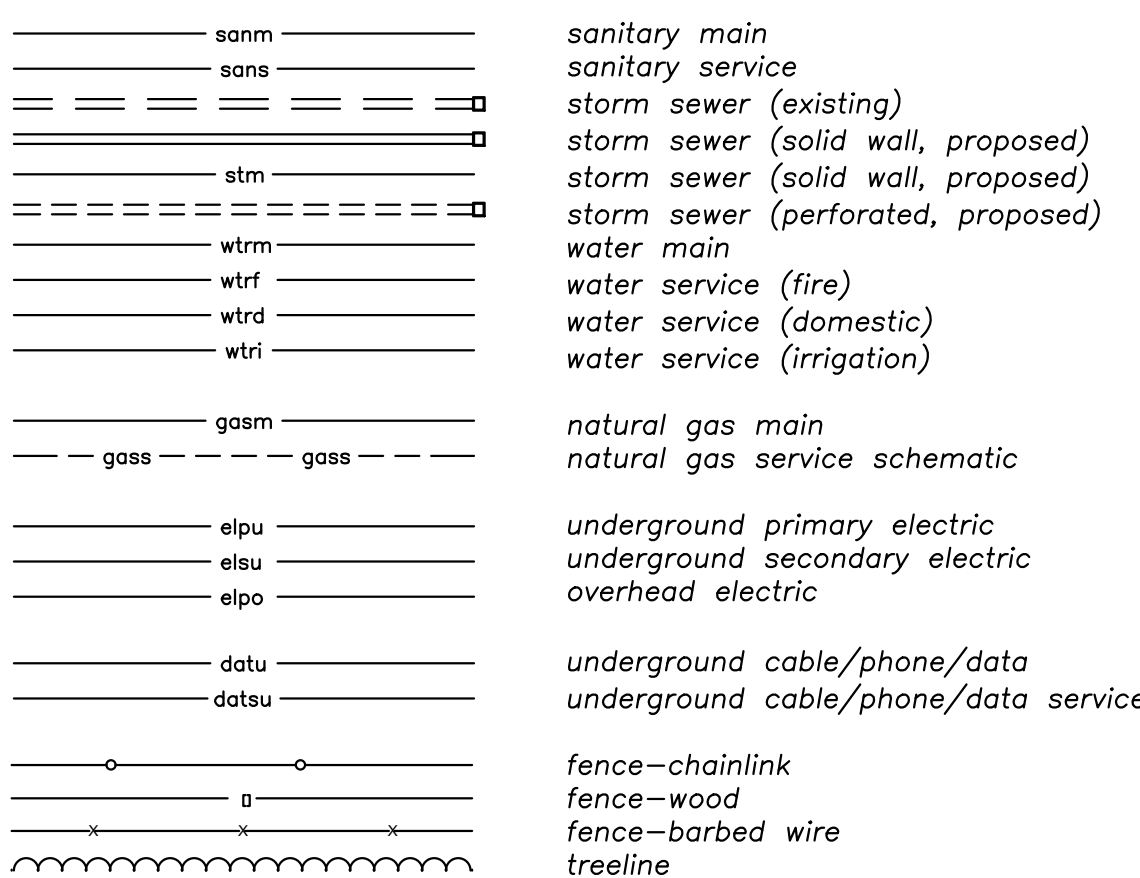 sanm sanitary main
sans sanitary service
storm sewer (existing)
storm sewer (solid wall, proposed)
stm storm sewer (solid wall, proposed)
storm sewer (perforated, proposed)
wtrm water main
wtrf water service (fire)
wtrd water service (domestic)
wtri water service (irrigation)
gasm natural gas main
gass gass natural gas service schematic
elpu underground primary electric
elsu underground secondary electric
elpo overhead electric
datu underground cable/phone/data
datsu underground cable/phone/data service
fence-chainlink
fence-wood
x x x fence-barbed wire
treeline